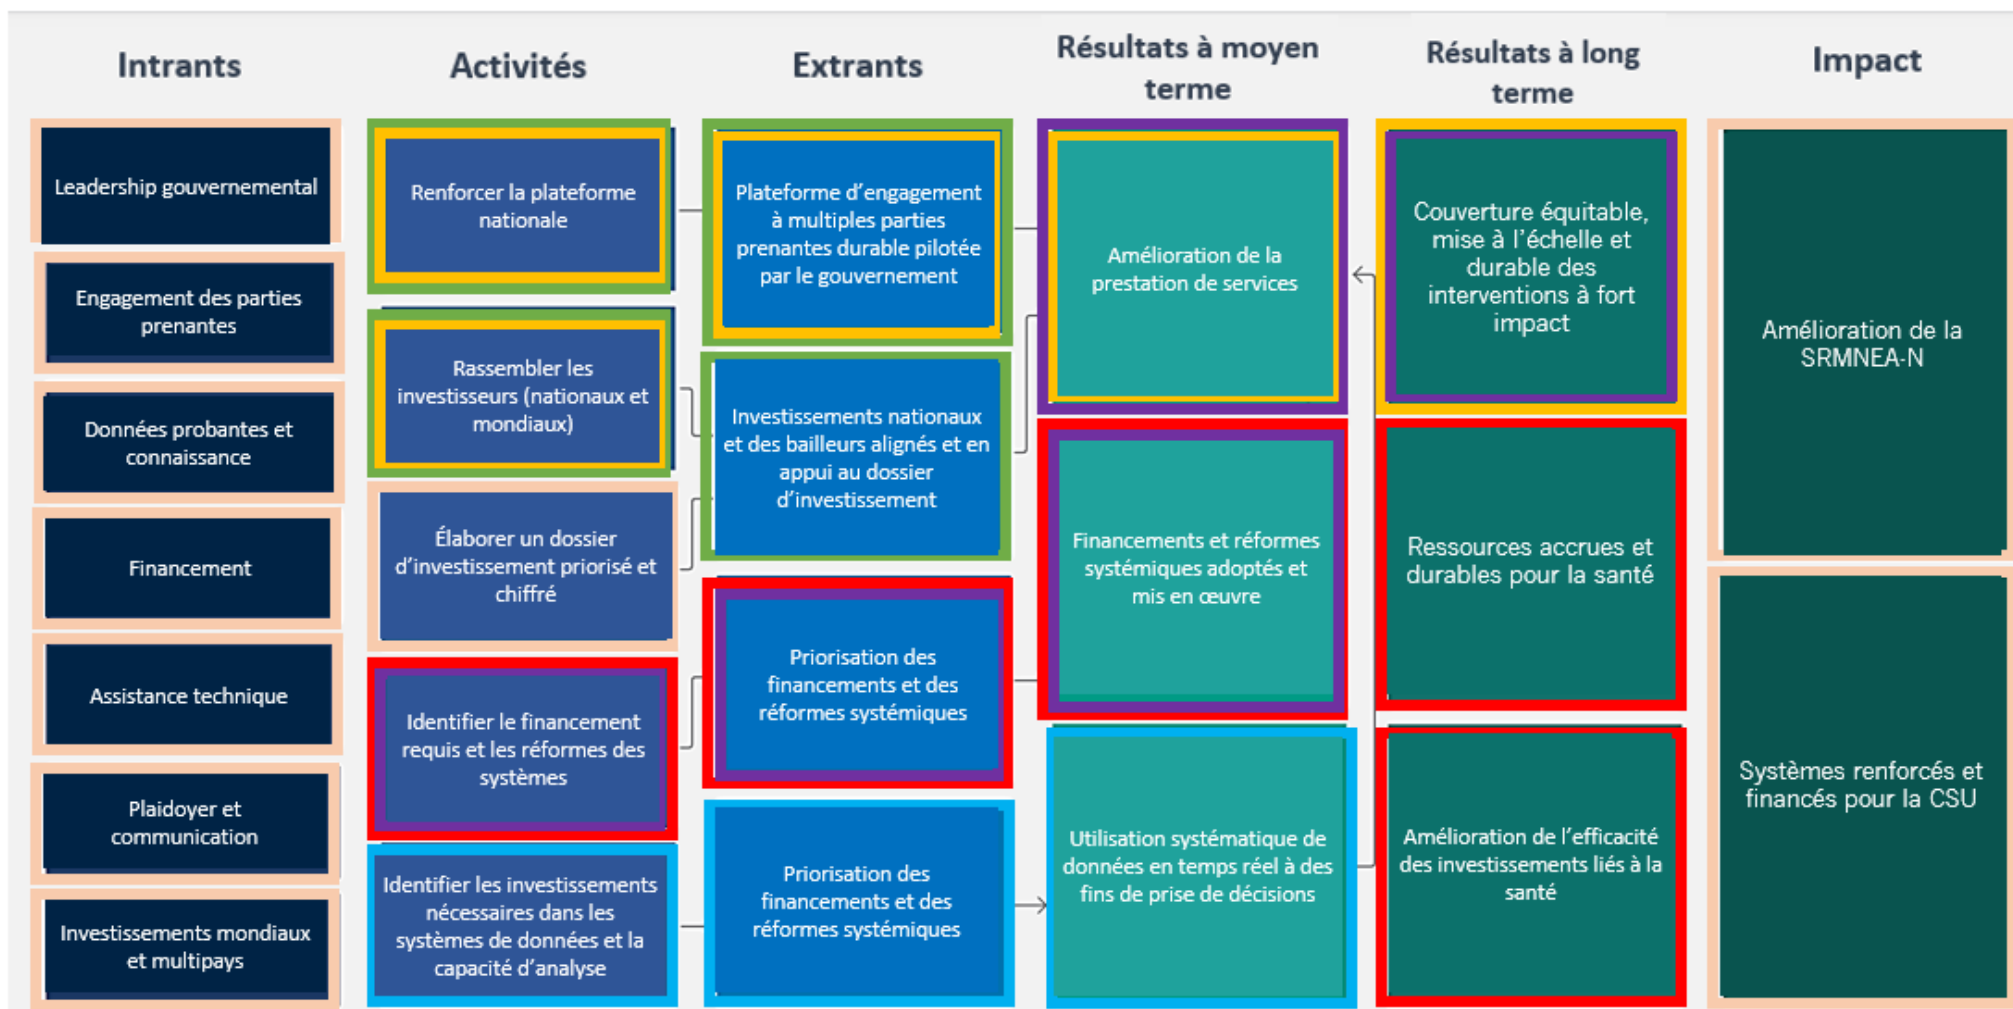 Intrants
Leadership gouvernemental
Engagement des parties
prenantes
Données probantes et
connaissance
Financement
Assistance technique
Plaidoyer et
communication
Investissements mondiaux
et multipays
Activités
Renforcer la plateforme
nationale
Rassembler les
investisseurs (nationaux et
mondiaux)
Élaborer un dossier
d’investissement priorisé et
chiffré
Identifier le financement
requis et les réformes des
systèmes
Identifier les investissements
nécessaires dans les
systèmes de données et la
capacité d’analyse
Extrants
Plateforme d’engagement
à multiples parties
prenantes durable pilotée
par le gouvernement
Investissements nationaux
et des bailleurs alignés et en
appui au dossier
d’investissement
Priorisation des
financements et des
réformes systémiques
Priorisation des
financements et des
réformes systémiques
Résultats à moyen
terme
Amélioration de la
prestation de services
Financements et réformes
systémiques adoptés et
mis en œuvre
Utilisation systématique de
données en temps réel à des
fins de prise de décisions
Résultats à long
terme
Couverture équitable,
mise à l’échelle et
durable des
interventions à fort
impact
Ressources accrues et
durables pour la santé
Amélioration de l’efficacité
des investissements liés à la
santé
Impact
Amélioration de la
SRMNEA-N
Systèmes renforcés et
financés pour la CSU